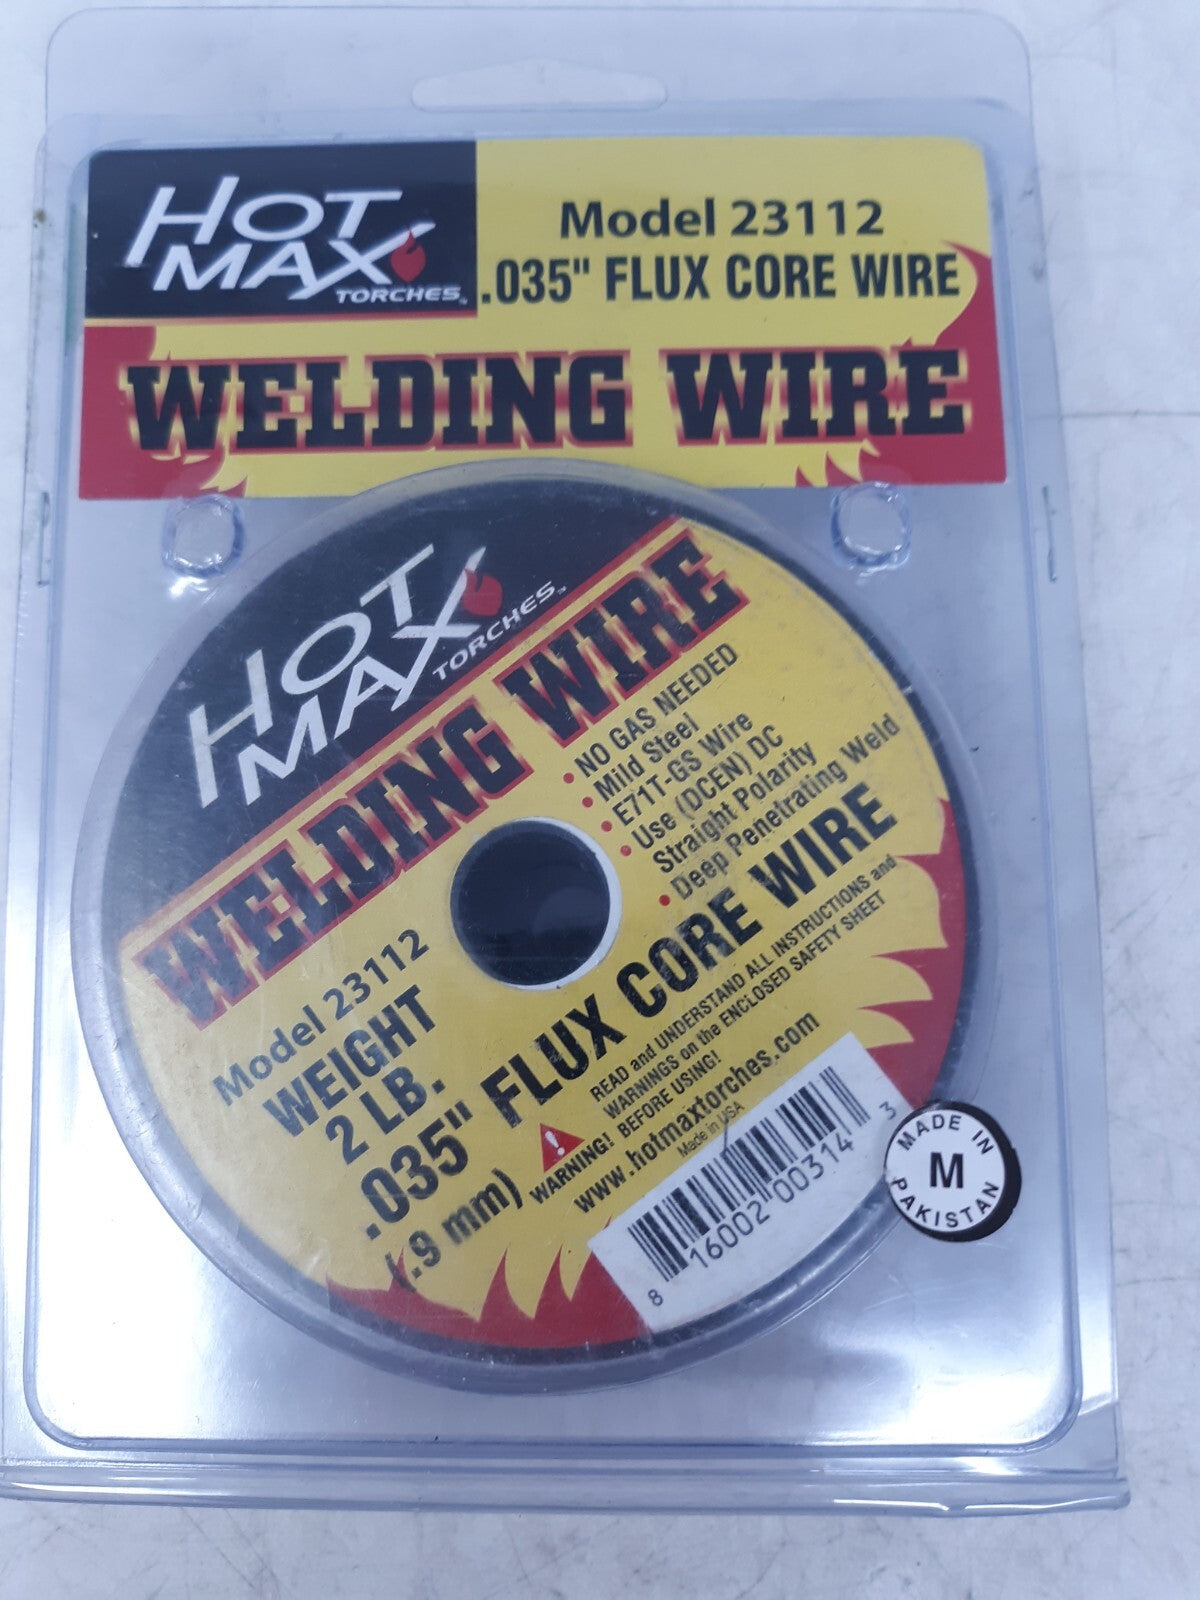 HOT
MAX
TORCHES™
Model 23112
.035" FLUX CORE WIRE
WELDING WIRE
HOT
MAX
TORCHES™
WELDING WIRE
• NO GAS NEEDED
• Mild Steel
• E71T-GS Wire
• Use (DCEN) DC
Straight Polarity
• Deep Penetrating Weld
Model 23112
WEIGHT
2 LB.
.035" FLUX CORE WIRE
(.9 mm)
WARNING!
READ and UNDERSTAND ALL INSTRUCTIONS and
WARNINGS on the ENCLOSED SAFETY SHEET
BEFORE USING!
www.hotmaxtorches.com
Made in USA
8 16002 00314 3
MADE IN
M
PAKISTAN